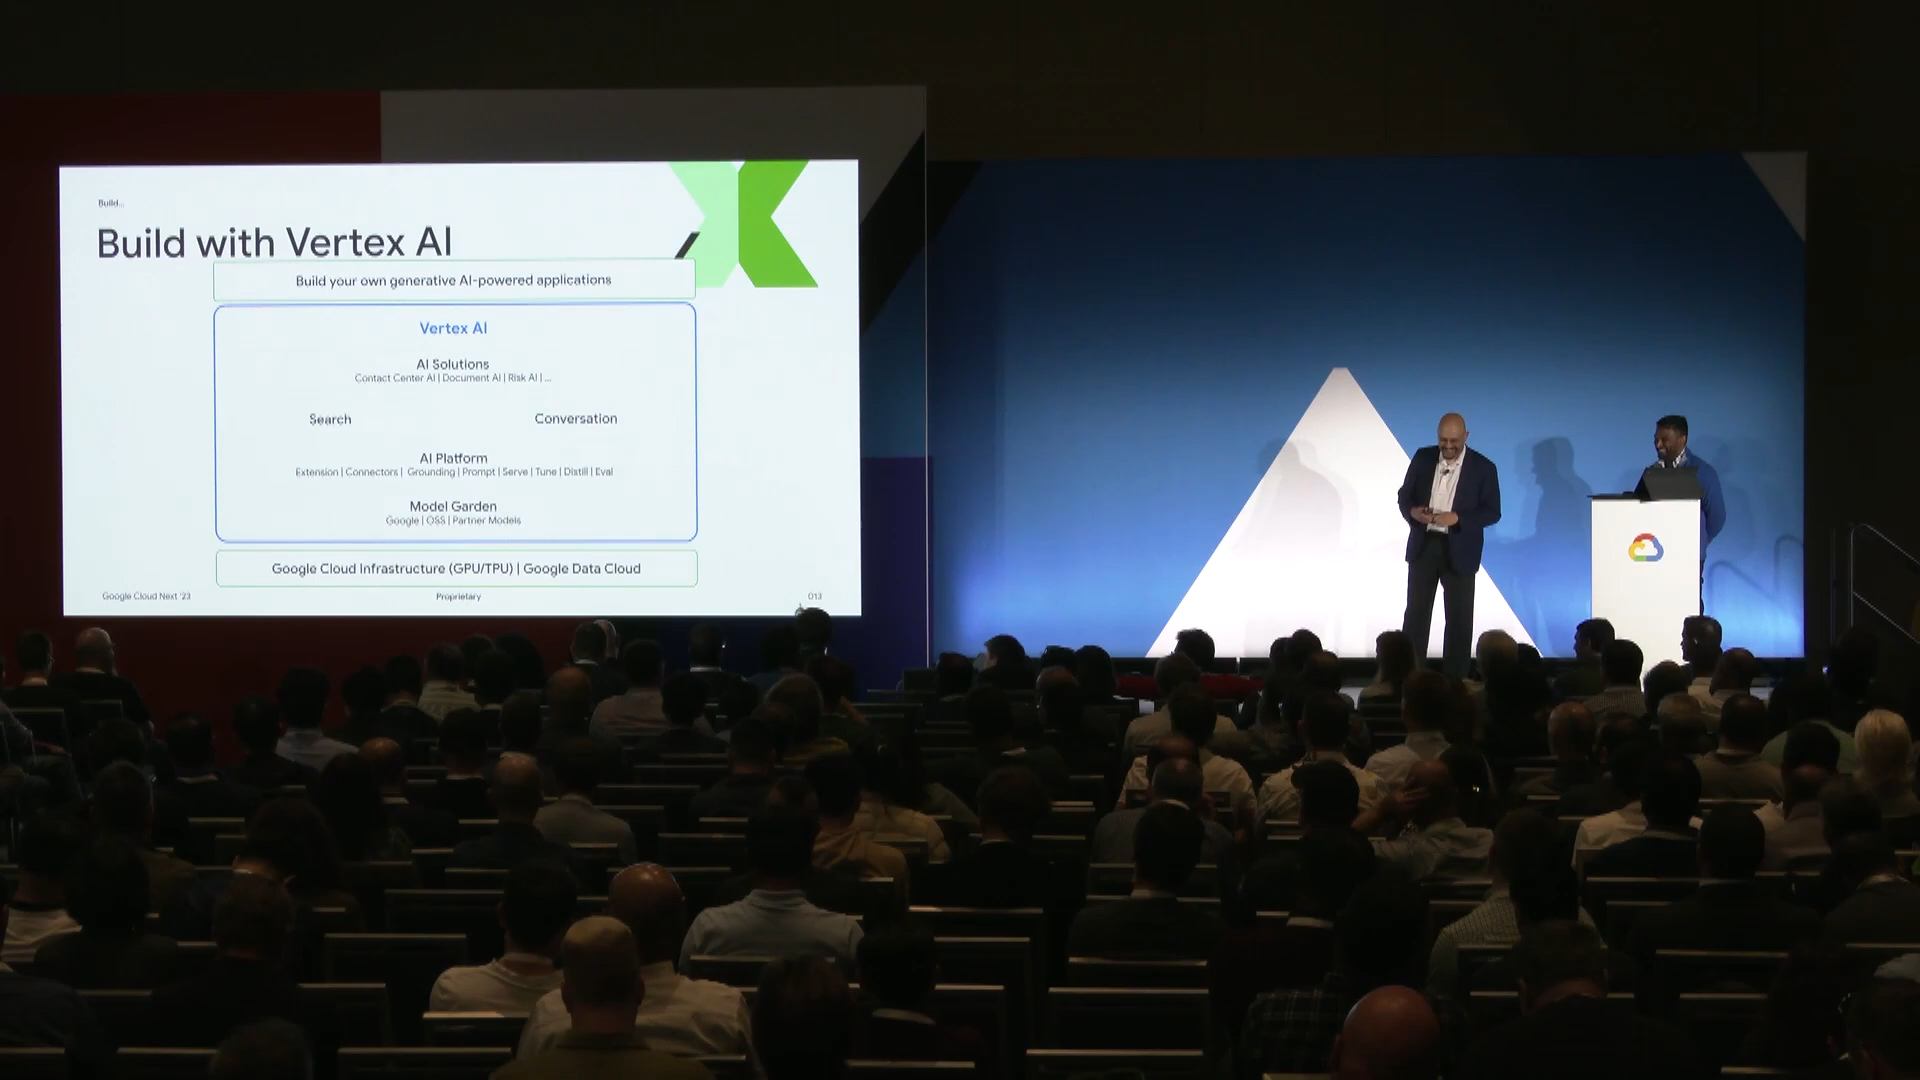 Build...
Build with Vertex AI
Build your own generative AI-powered applications
Vertex AI
AI Solutions
Contact Center AI | Document AI | Risk AI | ...
Search Conversation
AI Platform
Extension | Connectors | Grounding | Prompt | Serve | Tune | Distill | Eval
Model Garden
Google | OSS | Partner Models
Google Cloud Infrastructure (GPU/TPU) | Google Data Cloud
Google Cloud Next '23 Proprietary 013